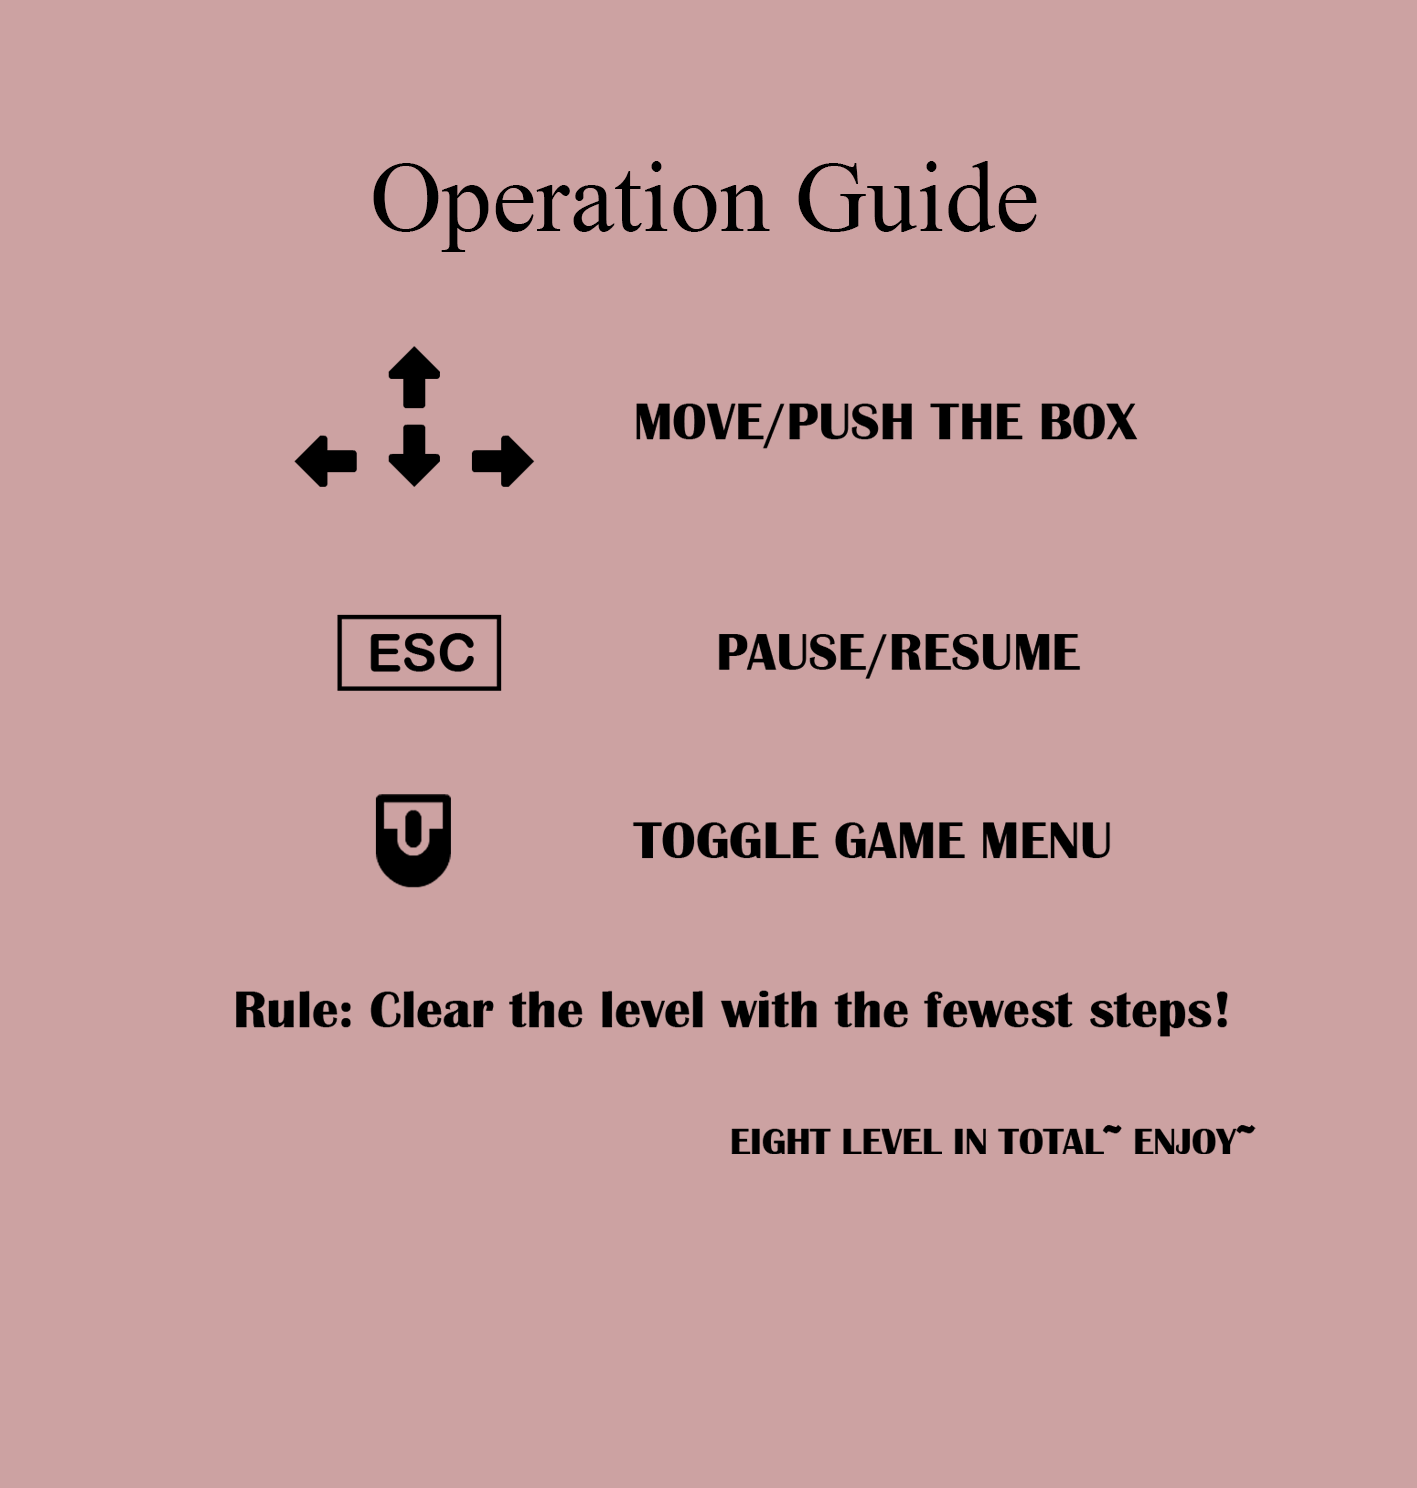 Operation Guide
MOVE/PUSH THE BOX
ESC
PAUSE/RESUME
TOGGLE GAME MENU
Rule: Clear the level with the fewest steps!
EIGHT LEVEL IN TOTAL~ ENJOY~